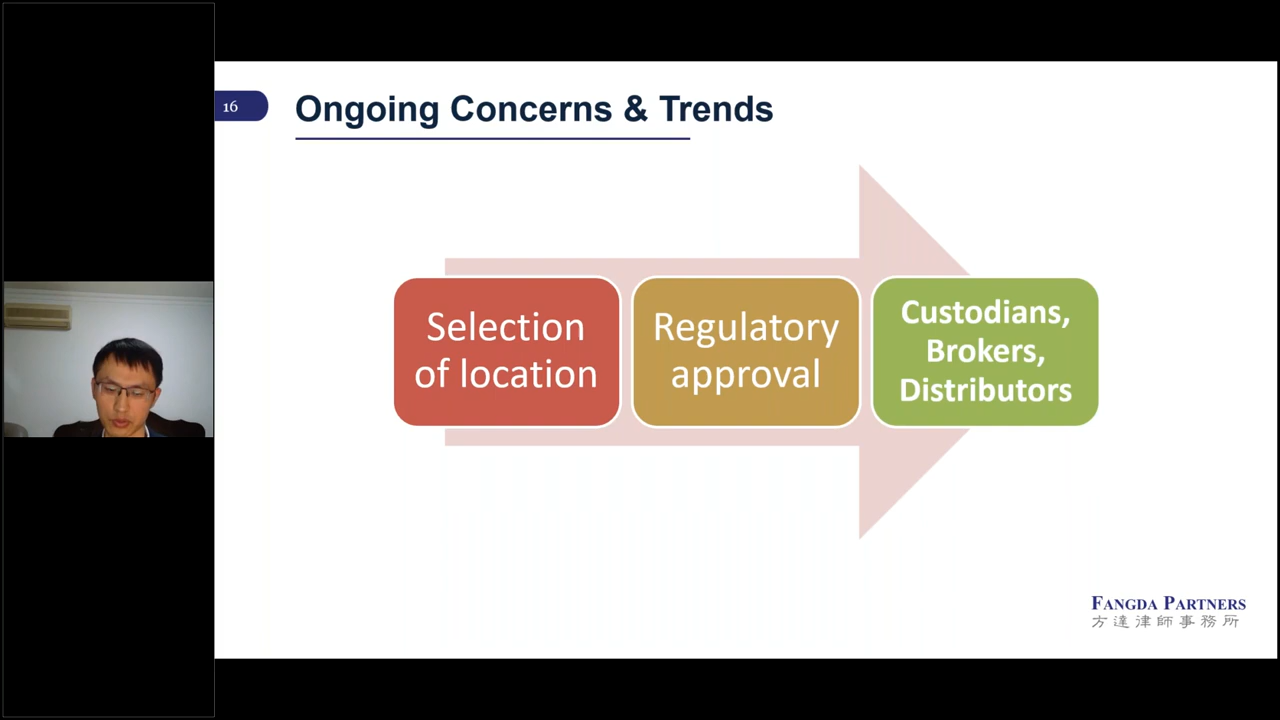 16
Ongoing Concerns & Trends
Selection
of location
Regulatory
approval
Custodians,
Brokers,
Distributors
FANGDA PARTNERS
方達律師事務所